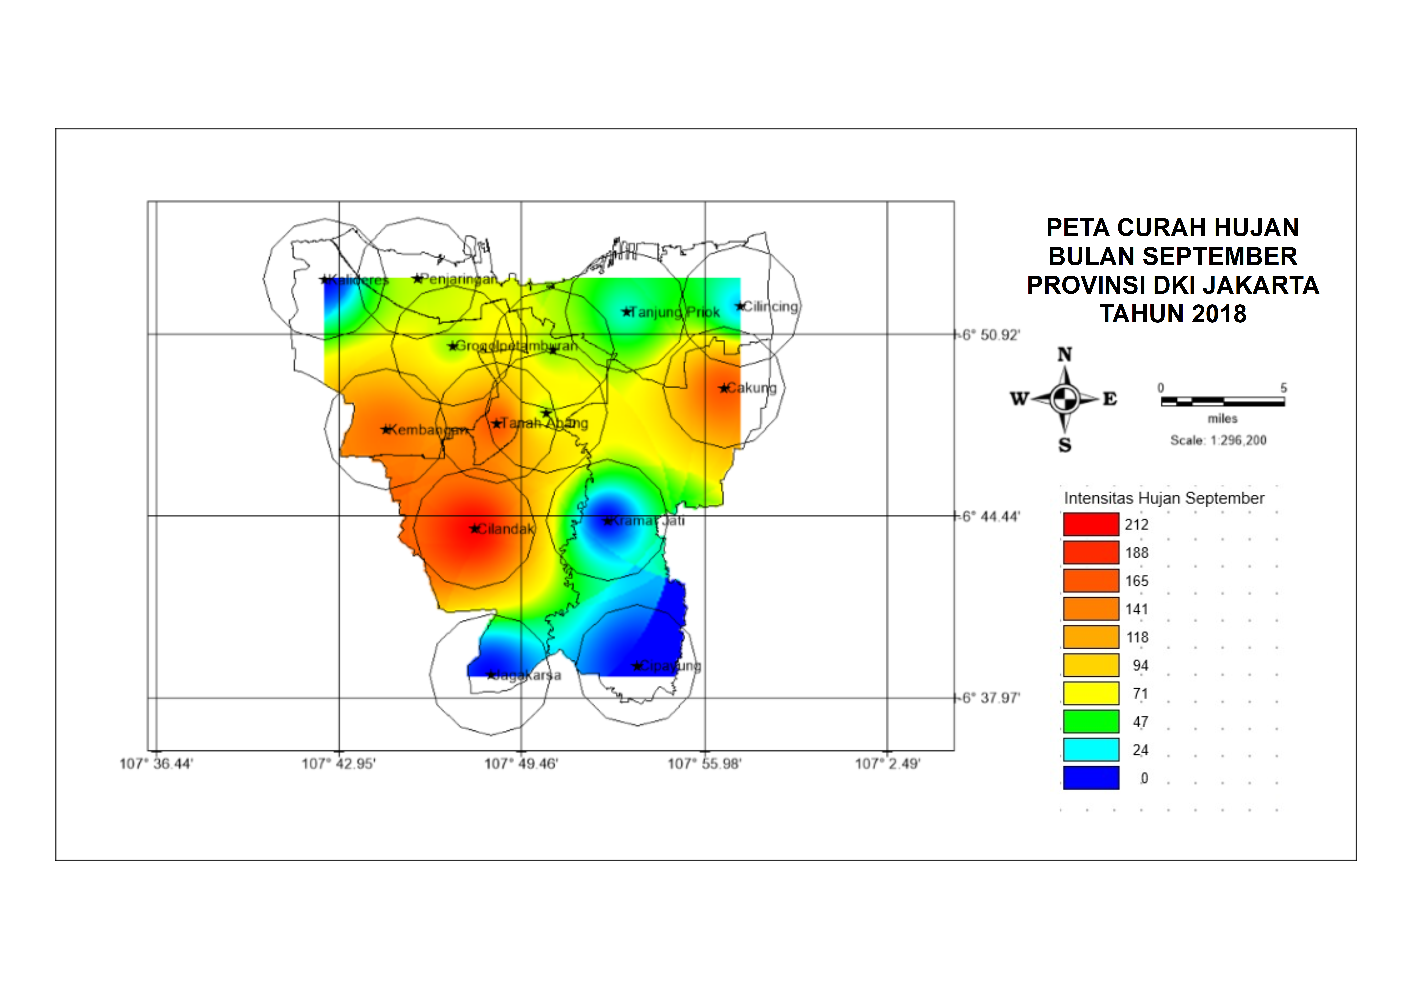 PETA CURAH HUJAN
BULAN SEPTEMBER
PROVINSI DKI JAKARTA
TAHUN 2018
Kalideres
Penjaringan
Tanjung Priok
Cilincing
-6° 50.92'
Grogolpetamburan
Cakung
Kembangan
Tanah Abang
Cilandak
Kramat Jati
-6° 44.44'
Jagakarsa
Cipayung
-6° 37.97'
107° 36.44'
107° 42.95'
107° 49.46'
107° 55.98'
107° 2.49'
N
W
E
S
0 5
miles
Scale: 1:296,200
Intensitas Hujan September
212
188
165
141
118
94
71
47
24
0